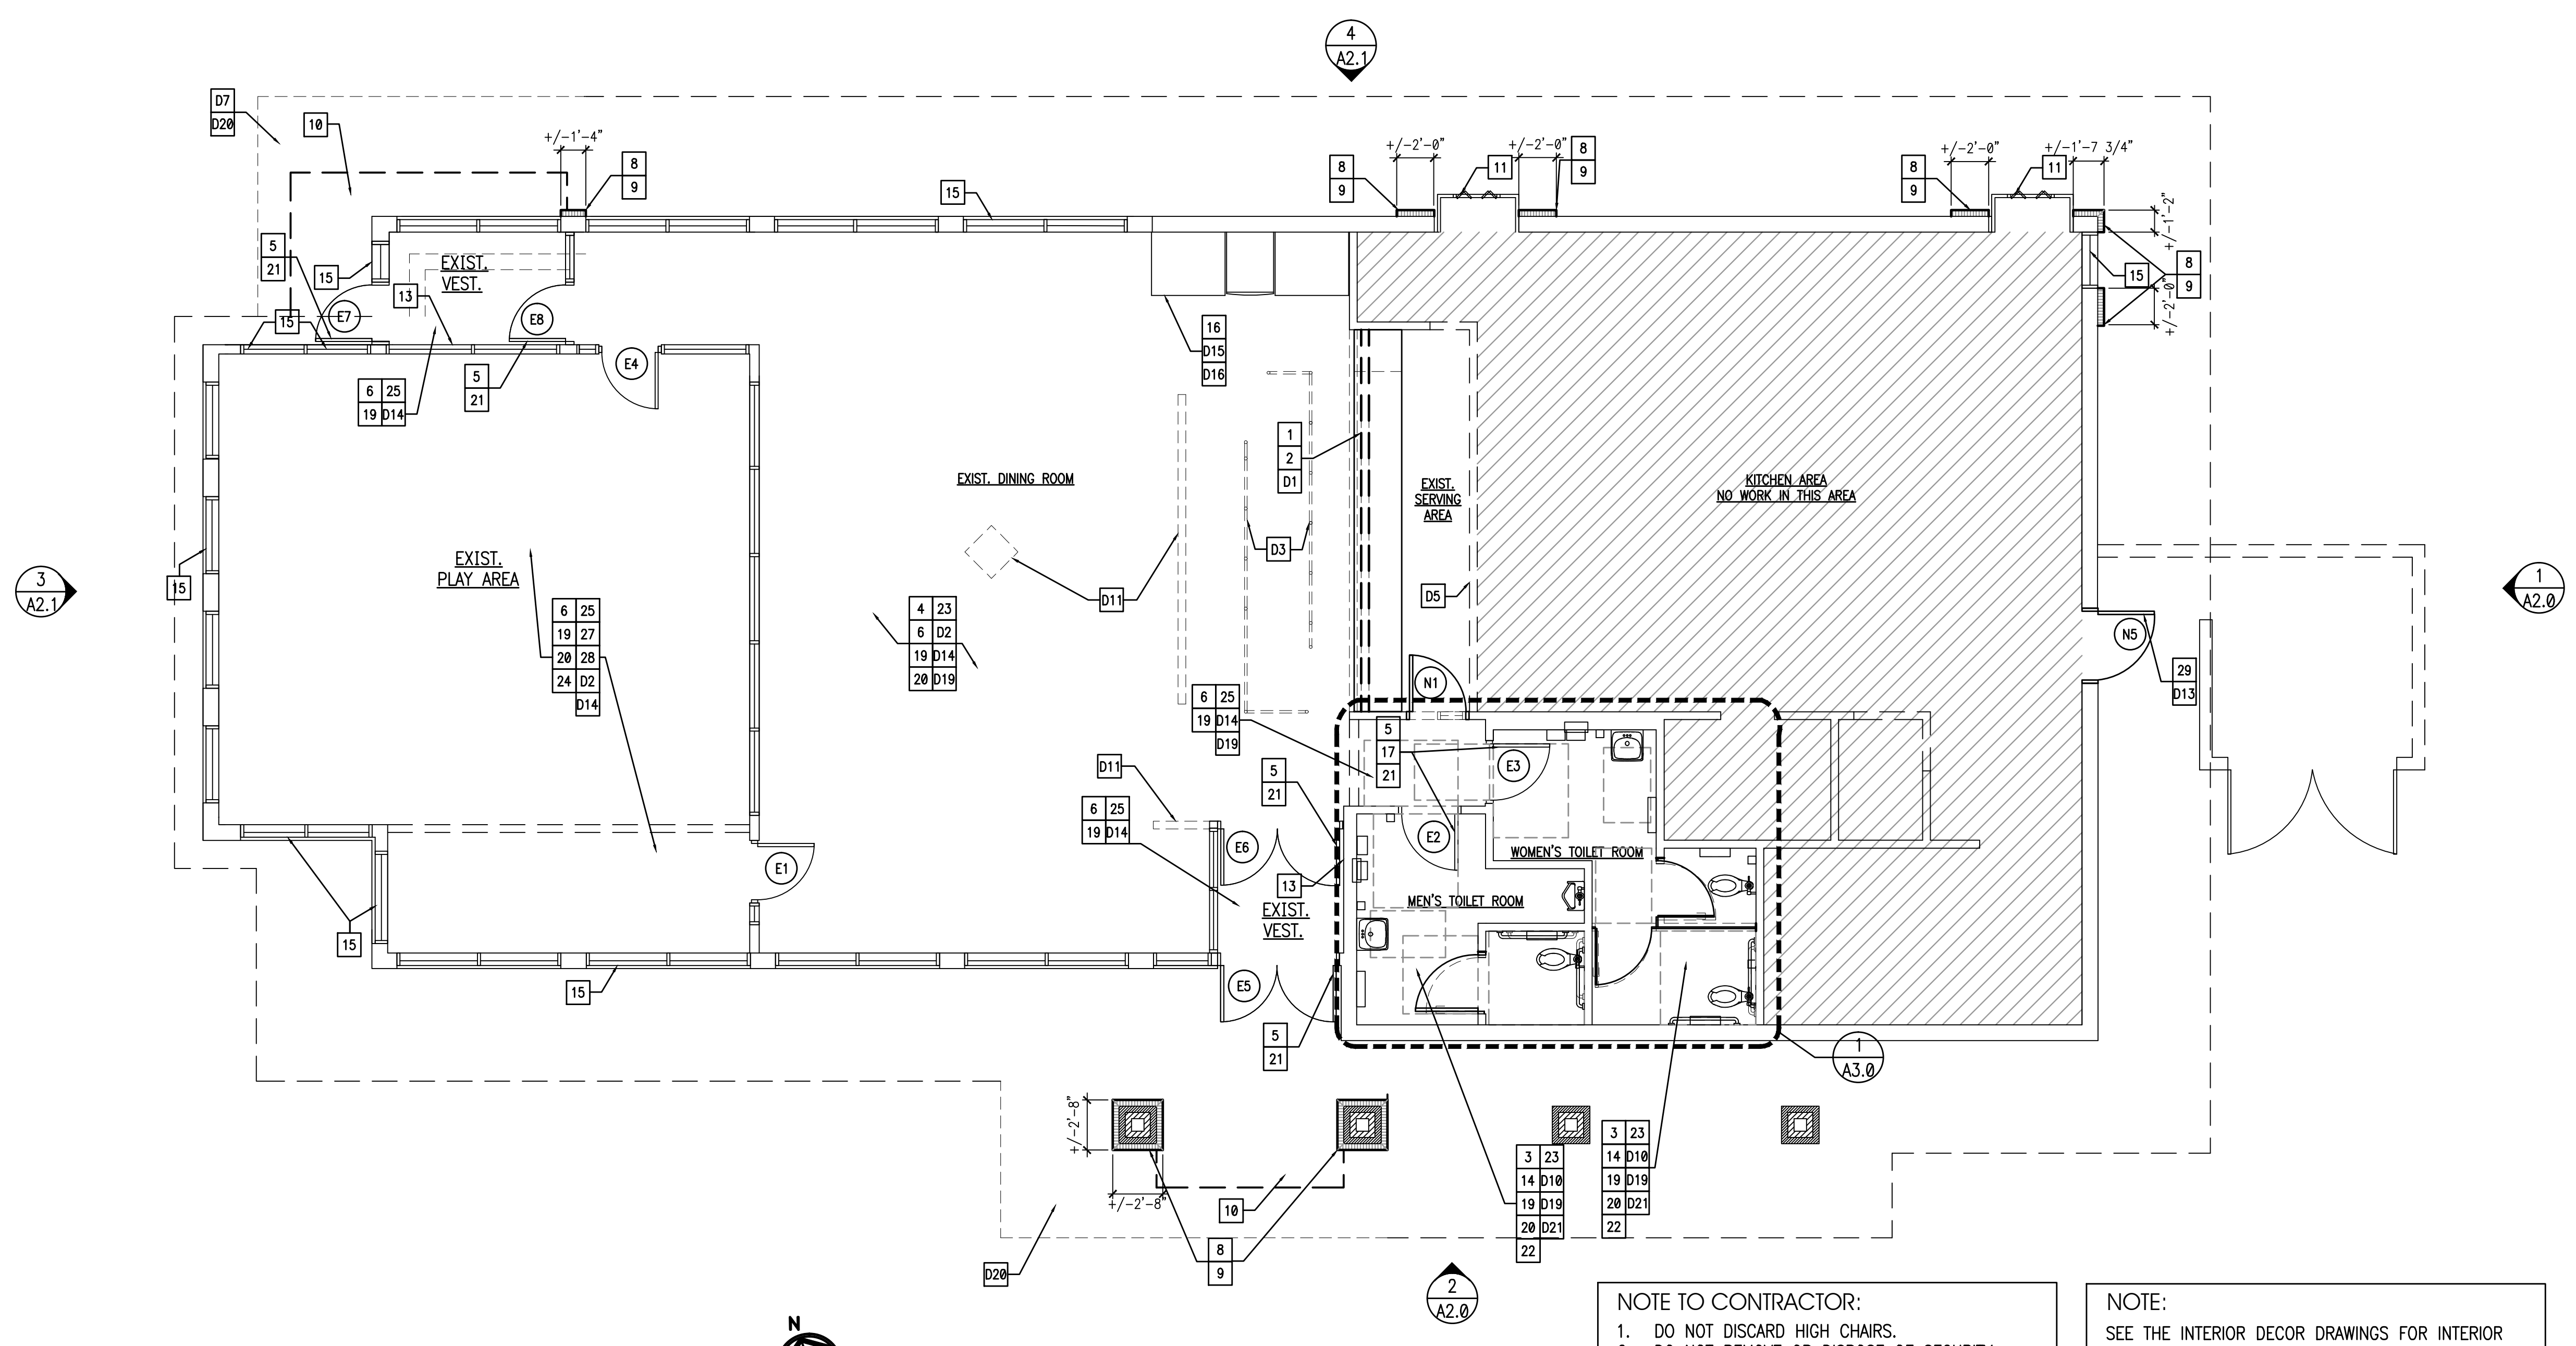 4
A2.1
D7
D20
10
+/-1'-4"
8
9
15
+/-2'-0"
8
9
11
+/-2'-0"
8
9
+/-2'-0"
8
9
11
+/-1'-7 3/4"
+/-1'-2"
8
9
15
+/-2'-0"
5
21
15
EXIST.
VEST.
13
E7
E8
15
E4
6 25
19 D14
5
21
16
D15
D16
1
2
D1
EXIST. DINING ROOM
EXIST.
SERVING
AREA
KITCHEN AREA
NO WORK IN THIS AREA
D3
3
A2.1
15
EXIST.
PLAY AREA
D11
D5
1
A2.0
6 25
19 27
20 28
24 D2
D14
4 23
6 D2
19 D14
20 D19
N5
29
D13
6 25
19 D14
D19
N1
5
17
21
E3
D11
5
21
6 25
19 D14
E6
E2
WOMEN'S TOILET ROOM
E1
13
MEN'S TOILET ROOM
EXIST.
VEST.
15
15
E5
5
21
1
A3.0
+/-2'-8"
+/-2'-8"
10
3 23
14 D10
19 D19
20 D21
22
3 23
14 D10
19 D19
20 D21
22
8
9
D20
2
A2.0
N
NOTE TO CONTRACTOR:
1. DO NOT DISCARD HIGH CHAIRS.
NOTE:
SEE THE INTERIOR DECOR DRAWINGS FOR INTERIOR